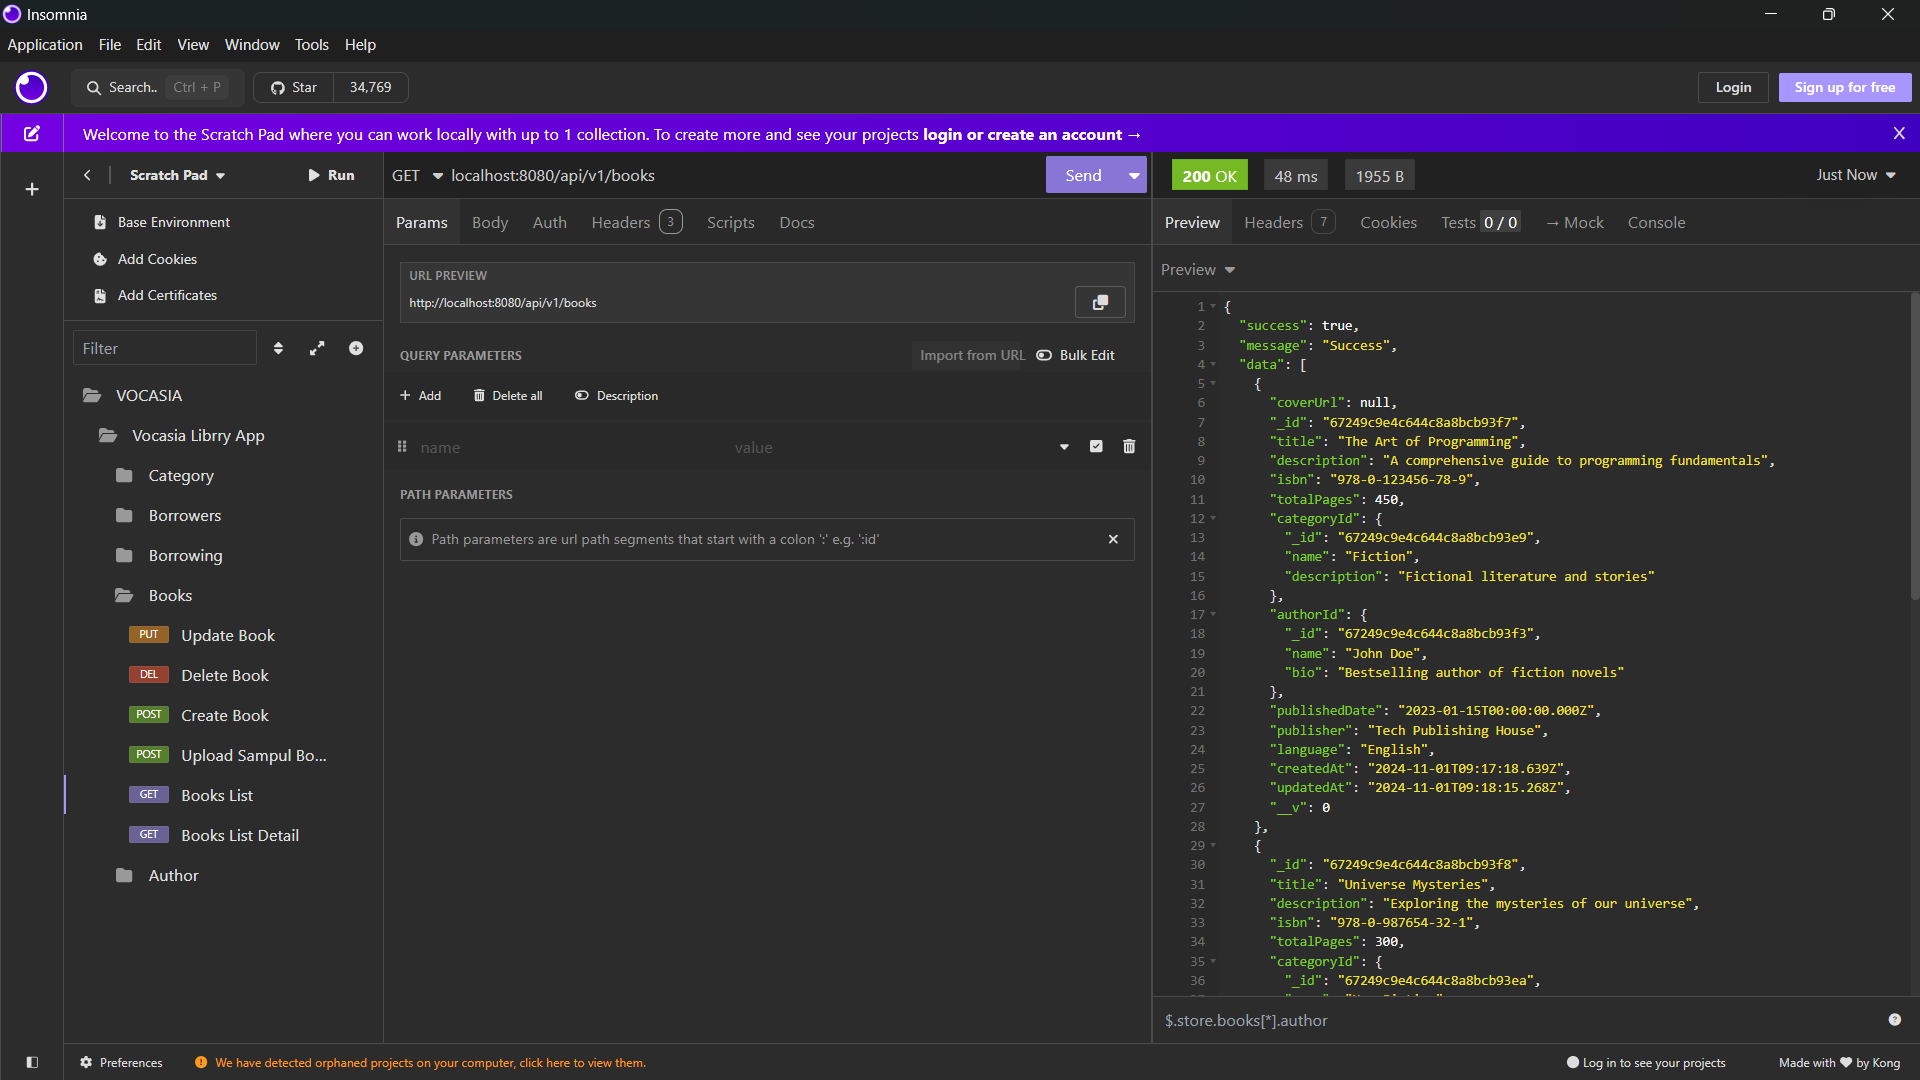 Insomnia
Application File Edit View Window Tools Help
Search.. Ctrl + P Star 34,769 Login Sign up for free
Welcome to the Scratch Pad where you can work locally with up to 1 collection. To create more and see your projects login or create an account → X
Scratch Pad Run
Base Environment
Add Cookies
Add Certificates
Filter
VOCASIA
Vocasia Librry App
Category
Borrowers
Borrowing
Books
PUT Update Book
DEL Delete Book
POST Create Book
POST Upload Sampul Bo...
GET Books List
GET Books List Detail
Author
GET localhost:8080/api/v1/books Send
Params Body Auth Headers 3 Scripts Docs
URL PREVIEW
http://localhost:8080/api/v1/books
QUERY PARAMETERS Import from URL Bulk Edit
+ Add Delete all Description
name value
PATH PARAMETERS
Path parameters are url path segments that start with a colon ':' e.g. ':id'
200 OK 48 ms 1955 B Just Now
Preview Headers 7 Cookies Tests 0 / 0 → Mock Console
Preview
1 {
2 "success": true,
3 "message": "Success",
4 "data": [
5 {
6 "coverUrl": null,
7 "_id": "67249c9e4c644c8a8bcb93f7",
8 "title": "The Art of Programming",
9 "description": "A comprehensive guide to programming fundamentals",
10 "isbn": "978-0-123456-78-9",
11 "totalPages": 450,
12 "categoryId": {
13 "_id": "67249c9e4c644c8a8bcb93e9",
14 "name": "Fiction",
15 "description": "Fictional literature and stories"
16 },
17 "authorId": {
18 "_id": "67249c9e4c644c8a8bcb93f3",
19 "name": "John Doe",
20 "bio": "Bestselling author of fiction novels"
21 },
22 "publishedDate": "2023-01-15T00:00:00.000Z",
23 "publisher": "Tech Publishing House",
24 "language": "English",
25 "createdAt": "2024-11-01T09:17:18.639Z",
26 "updatedAt": "2024-11-01T09:18:15.268Z",
27 "__v": 0
28 },
29 {
30 "_id": "67249c9e4c644c8a8bcb93f8",
31 "title": "Universe Mysteries",
32 "description": "Exploring the mysteries of our universe",
33 "isbn": "978-0-987654-32-1",
34 "totalPages": 300,
35 "categoryId": {
36 "_id": "67249c9e4c644c8a8bcb93ea",
$.store.books[*].author
Preferences We have detected orphaned projects on your computer, click here to view them. Log in to see your projects Made with ♥ by Kong